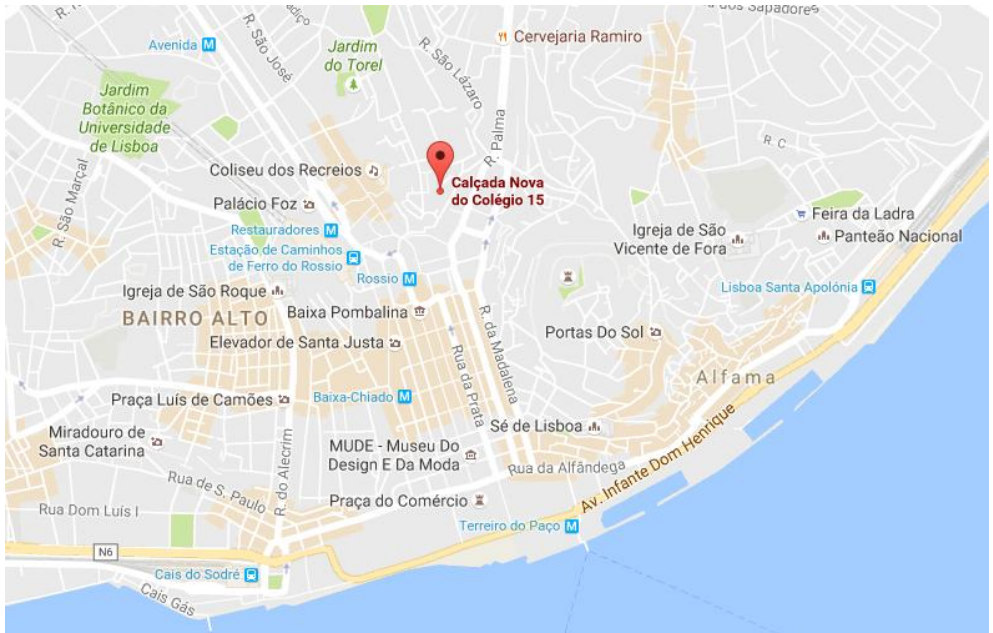 dos Sapadores
Avenida
R. São José
Jardim
do Torel
R. São Lázaro
Cervejaria Ramiro
Jardim
Botânico da
Universidade
de Lisboa
R. Palma
R. C
Coliseu dos Recreios
Calçada Nova
do Colégio 15
R. São Marçal
Palácio Foz
Restauradores
Estação de Caminhos
de Ferro do Rossio
Rossio
Igreja de São
Vicente de Fora
Feira da Ladra
Panteão Nacional
Lisboa Santa Apolónia
Igreja de São Roque
BAIRRO ALTO
Baixa Pombalina
Elevador de Santa Justa
R. da Madalena
Rua da Prata
Portas Do Sol
Alfama
Praça Luís de Camões
Baixa-Chiado
Miradouro de
Santa Catarina
Sé de Lisboa
MUDE - Museu Do
Design E Da Moda
Rua da Alfândega
Av. Infante Dom Henrique
R. do Alecrim
Rua de S. Paulo
Praça do Comércio
Rua Dom Luís I
Terreiro do Paço
N6
Cais do Sodré
Cais Gás